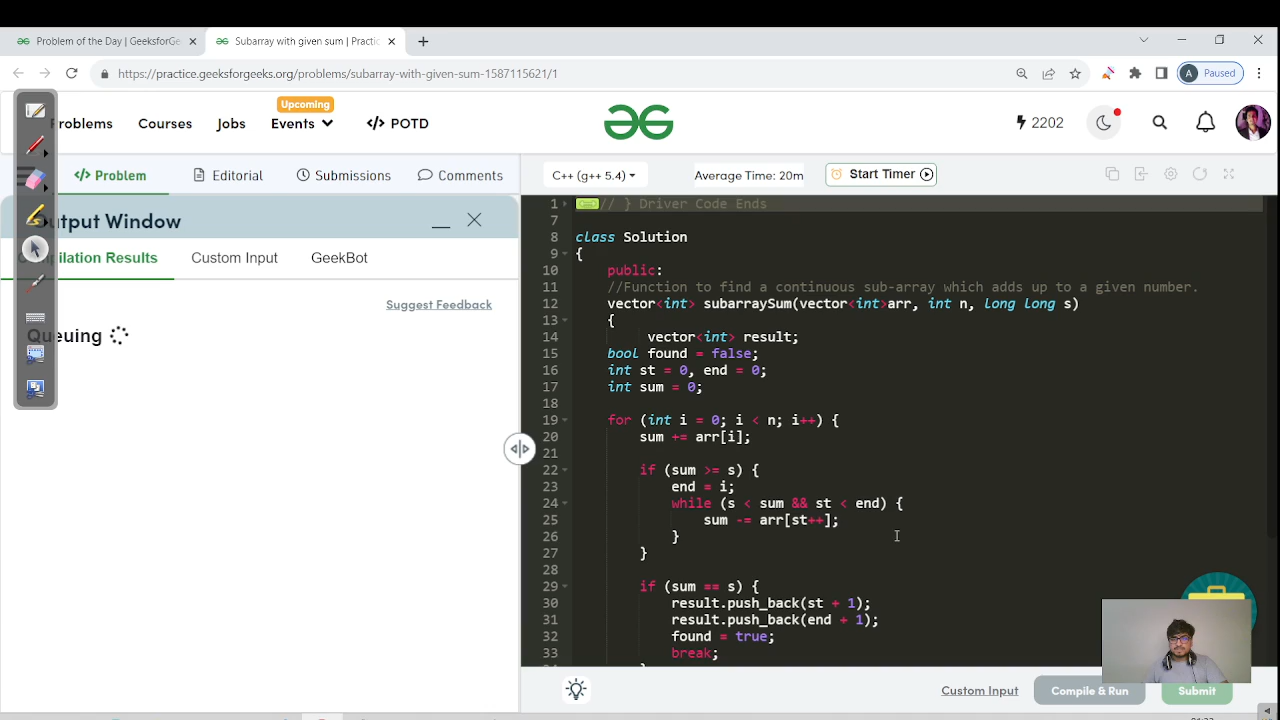 Problem of the Day | GeeksforGe
Subarray with given sum | Practic
https://practice.geeksforgeeks.org/problems/subarray-with-given-sum-1587115621/1
A Paused
Upcoming
roblems
Courses
Jobs
Events
</> POTD
2202
</> Problem
Editorial
Submissions
Comments
C++ (g++ 5.4)
Average Time: 20m
Start Timer
utput Window
pilation Results
Custom Input
GeekBot
Suggest Feedback
Queuing
1 // } Driver Code Ends
7
8 class Solution
9 {
10 public:
11 //Function to find a continuous sub-array which adds up to a given number.
12 vector<int> subarraySum(vector<int>arr, int n, long long s)
13 {
14 vector<int> result;
15 bool found = false;
16 int st = 0, end = 0;
17 int sum = 0;
18
19 for (int i = 0; i < n; i++) {
20 sum += arr[i];
21
22 if (sum >= s) {
23 end = i;
24 while (s < sum && st < end) {
25 sum -= arr[st++];
26 }
27 }
28
29 if (sum == s) {
30 result.push_back(st + 1);
31 result.push_back(end + 1);
32 found = true;
33 break;
Custom Input
Compile & Run
Submit